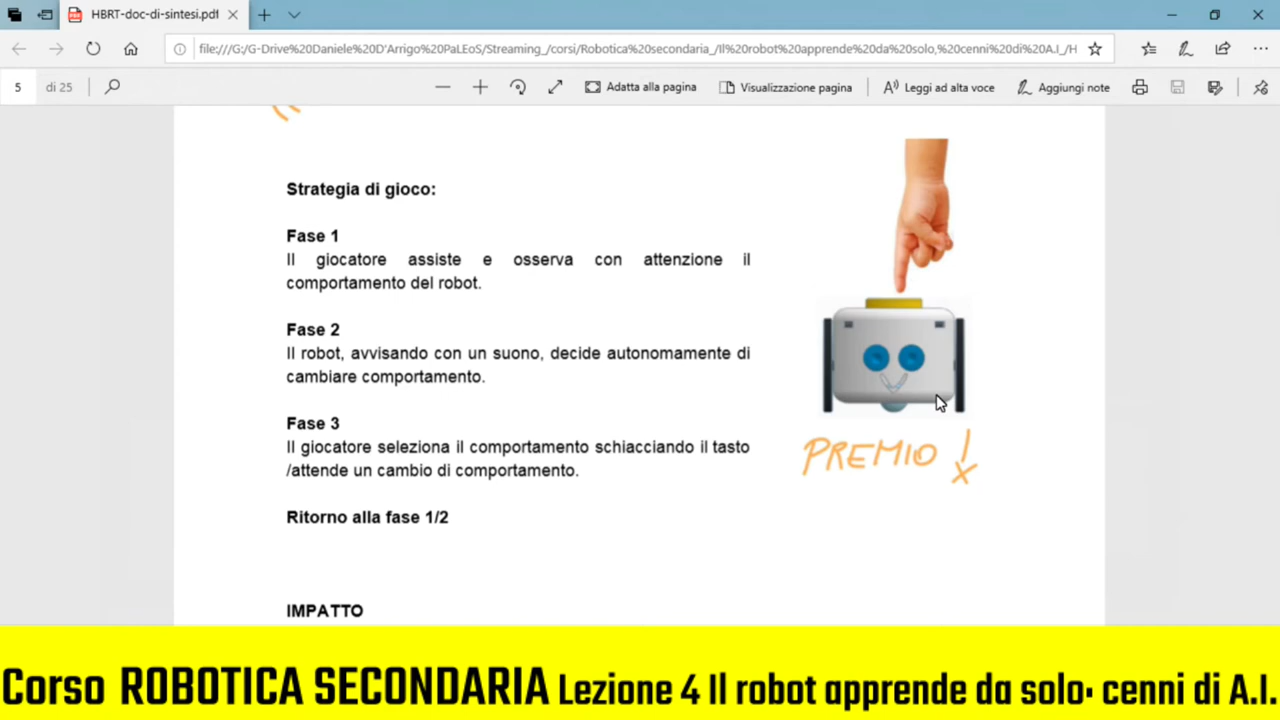 HBRT-doc-di-sintesi.pdf
file:///G:/G-Drive%20Daniele%20D'Arrigo%20PaLEoS/Streaming_/corsi/Robotica%20secondaria_/Il%20robot%20apprende%20da%20solo,%20cenni%20di%20A.I_/H
5 di 25 Adatta alla pagina Visualizzazione pagina Leggi ad alta voce Aggiungi note
Strategia di gioco:
Fase 1
Il giocatore assiste e osserva con attenzione il
comportamento del robot.
Fase 2
Il robot, avvisando con un suono, decide autonomamente di
cambiare comportamento.
Fase 3
Il giocatore seleziona il comportamento schiacciando il tasto
/attende un cambio di comportamento.
Ritorno alla fase 1/2
PREMIO !
IMPATTO
Corso ROBOTICA SECONDARIA Lezione 4 Il robot apprende da solo: cenni di A.I.